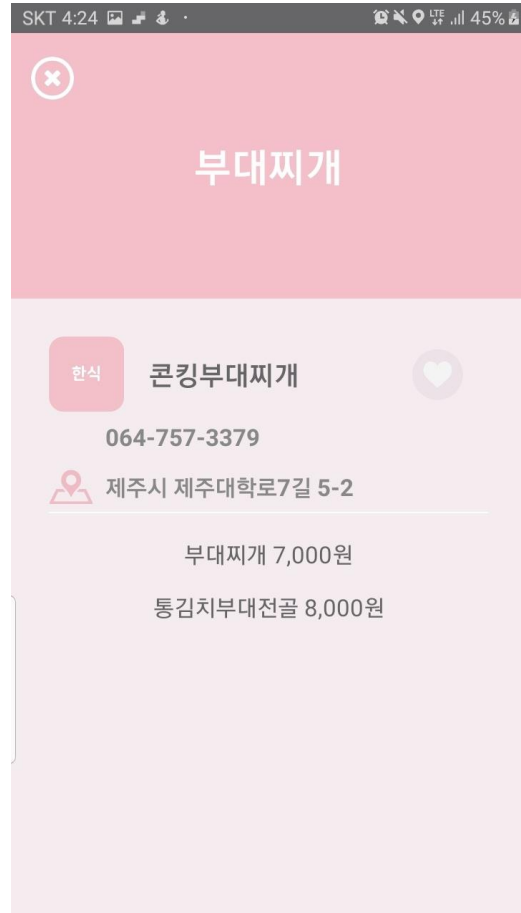 SKT 4:24
LTE 45%
부대찌개
한식 콘킹부대찌개
064-757-3379
제주시 제주대학로7길 5-2
부대찌개 7,000원
통김치부대전골 8,000원